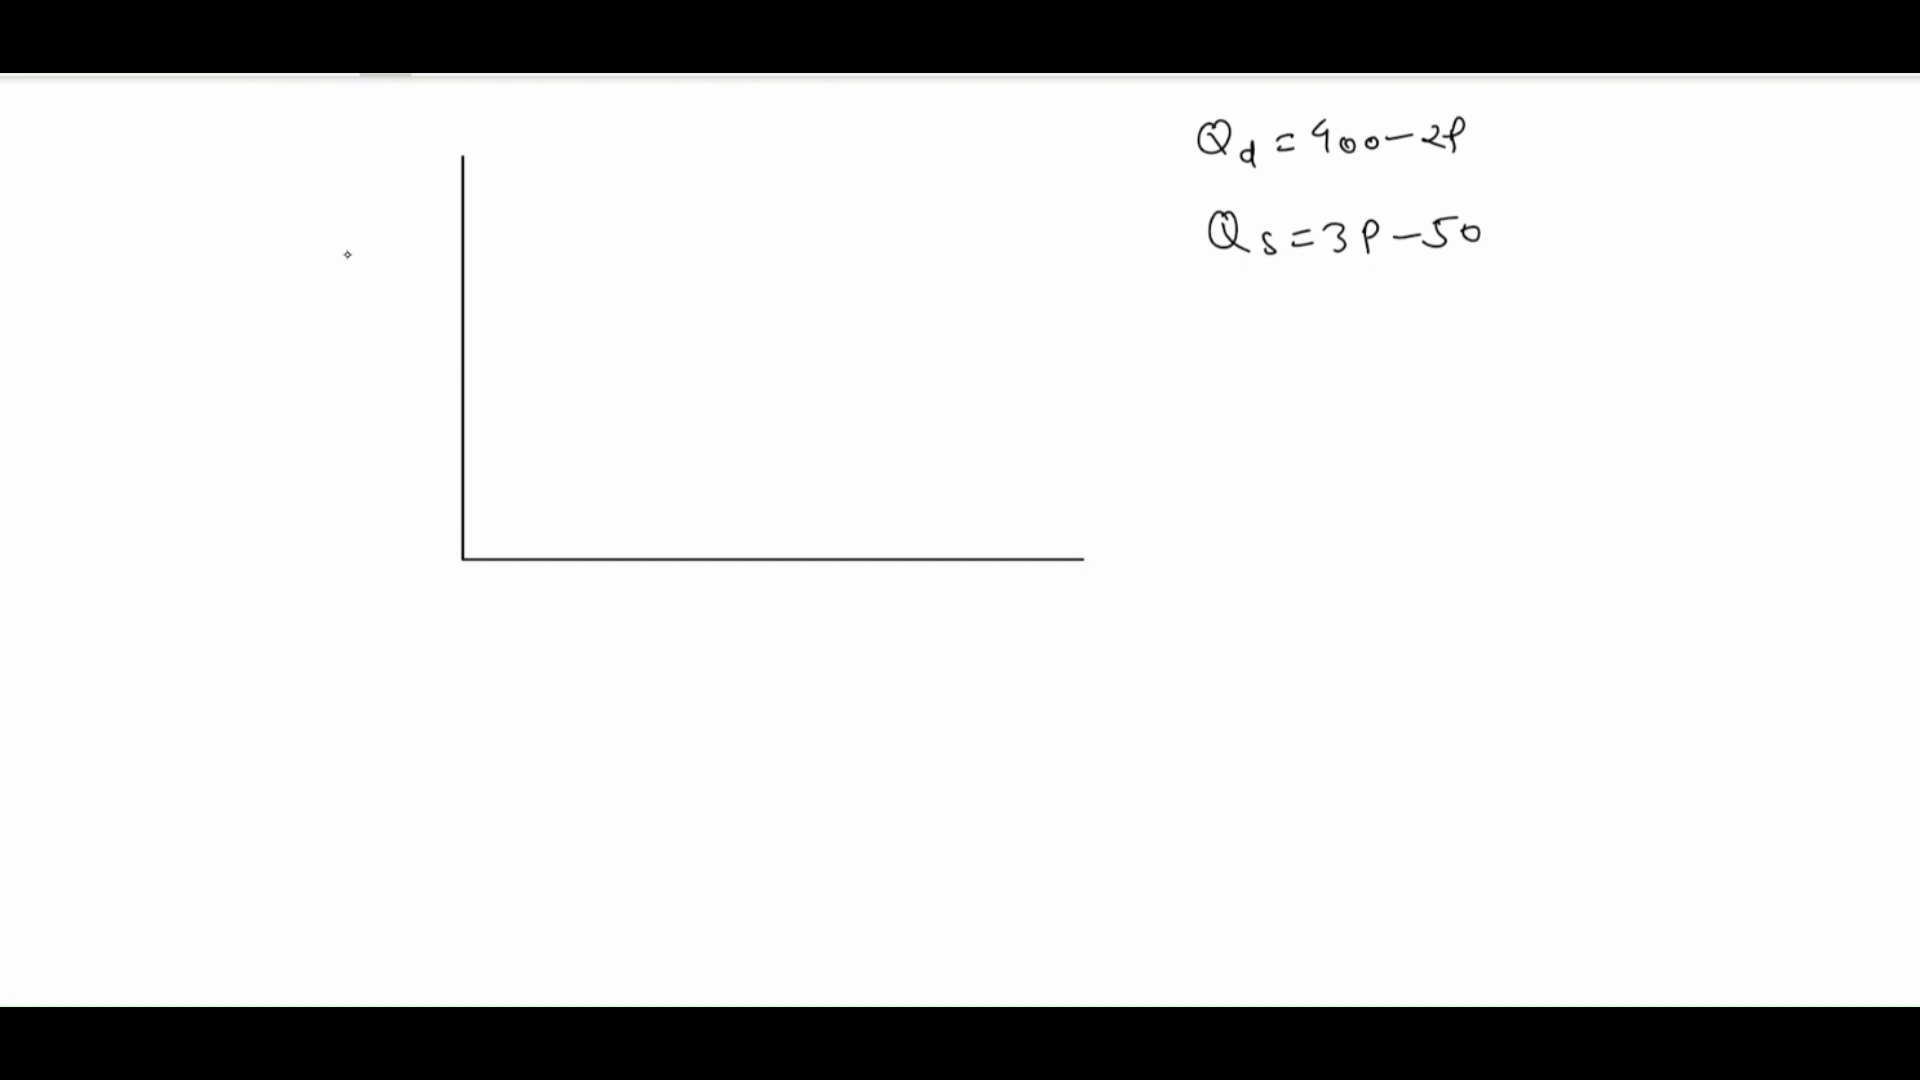 Qd = 400 - 2P
Qs = 3P - 50